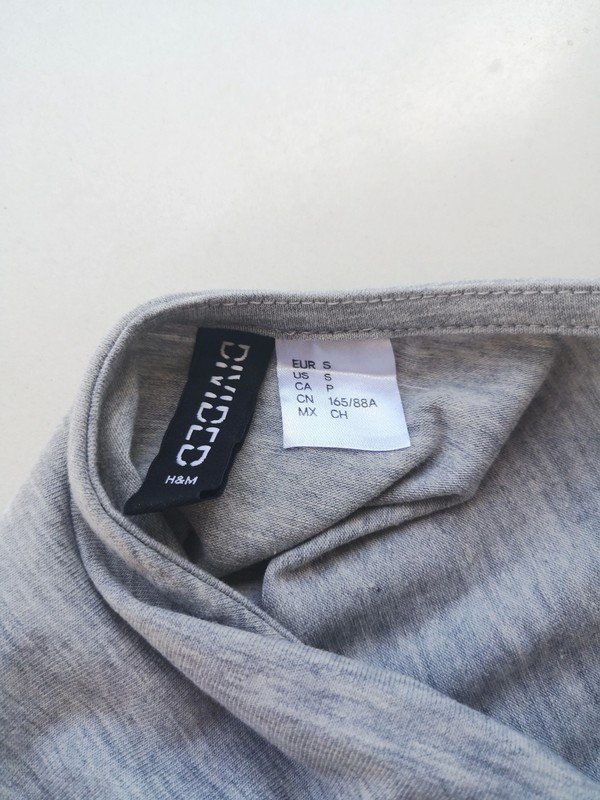 DIVIDED
H&M
EUR S
US S
CA P
CN 165/88A
MX CH